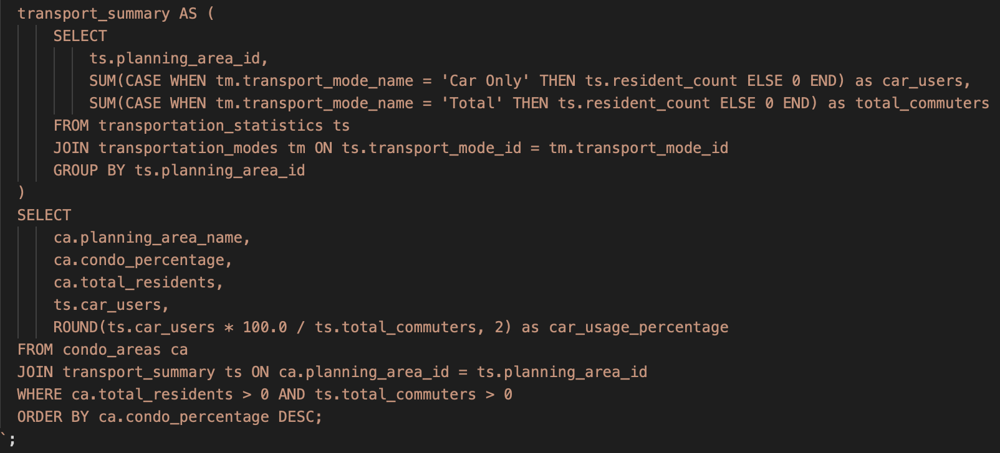 transport_summary AS (
SELECT
ts.planning_area_id,
SUM(CASE WHEN tm.transport_mode_name = 'Car Only' THEN ts.resident_count ELSE 0 END) as car_users,
SUM(CASE WHEN tm.transport_mode_name = 'Total' THEN ts.resident_count ELSE 0 END) as total_commuters
FROM transportation_statistics ts
JOIN transportation_modes tm ON ts.transport_mode_id = tm.transport_mode_id
GROUP BY ts.planning_area_id
)
SELECT
ca.planning_area_name,
ca.condo_percentage,
ca.total_residents,
ts.car_users,
ROUND(ts.car_users * 100.0 / ts.total_commuters, 2) as car_usage_percentage
FROM condo_areas ca
JOIN transport_summary ts ON ca.planning_area_id = ts.planning_area_id
WHERE ca.total_residents > 0 AND ts.total_commuters > 0
ORDER BY ca.condo_percentage DESC;
`;